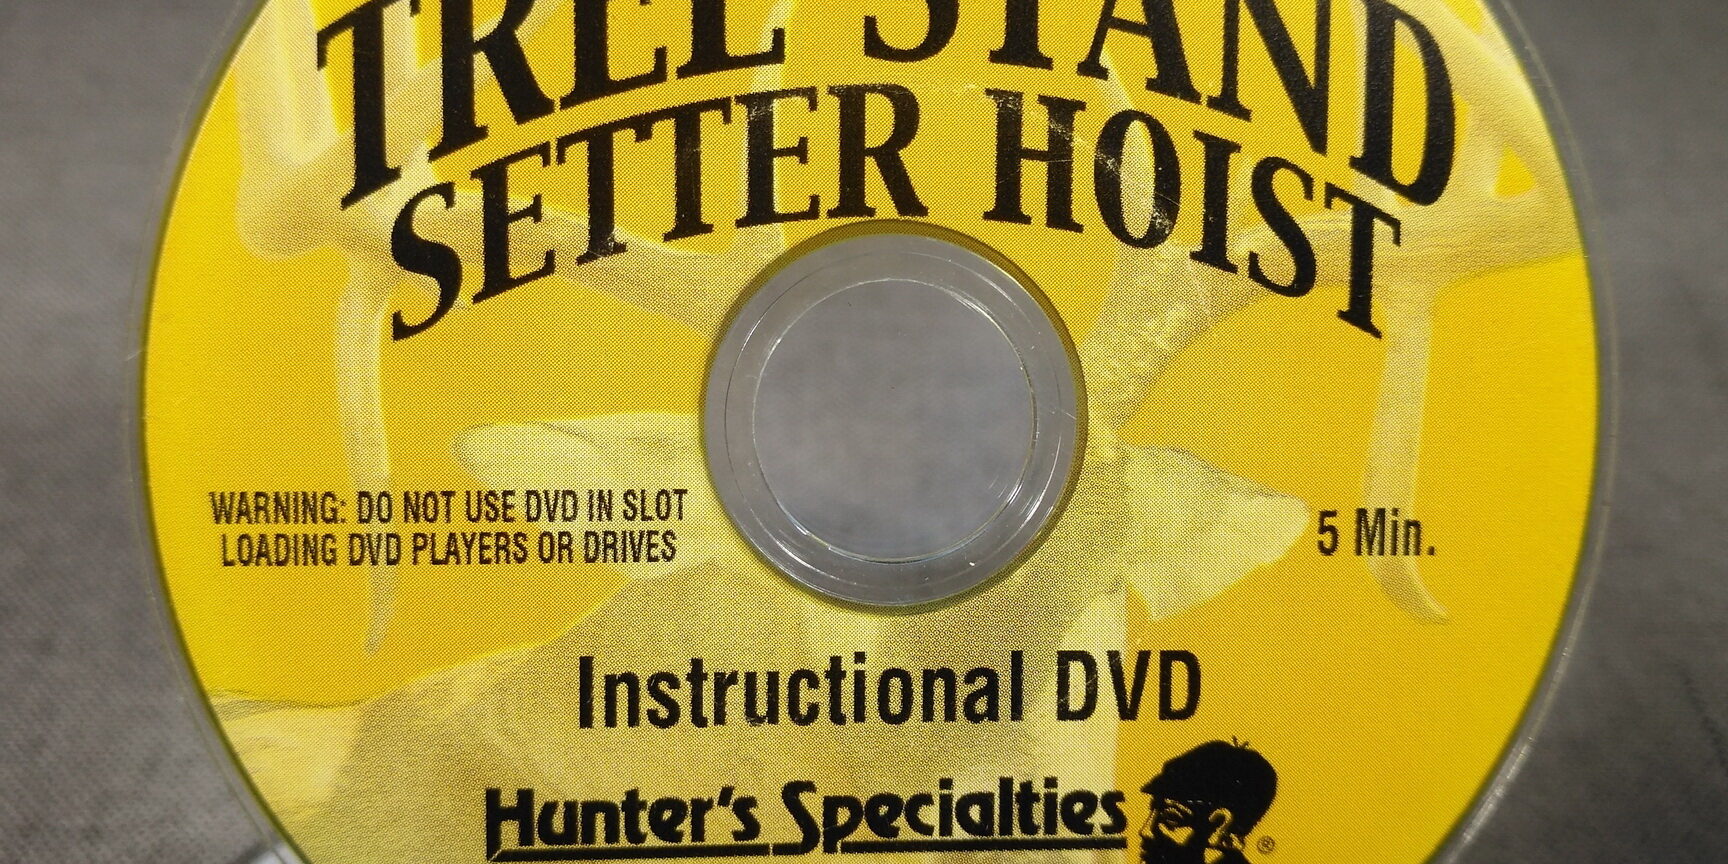 TREE STAND
SETTER HOIST
WARNING: DO NOT USE DVD IN SLOT
LOADING DVD PLAYERS OR DRIVES
5 Min.
Instructional DVD
Hunter's Specialties
®